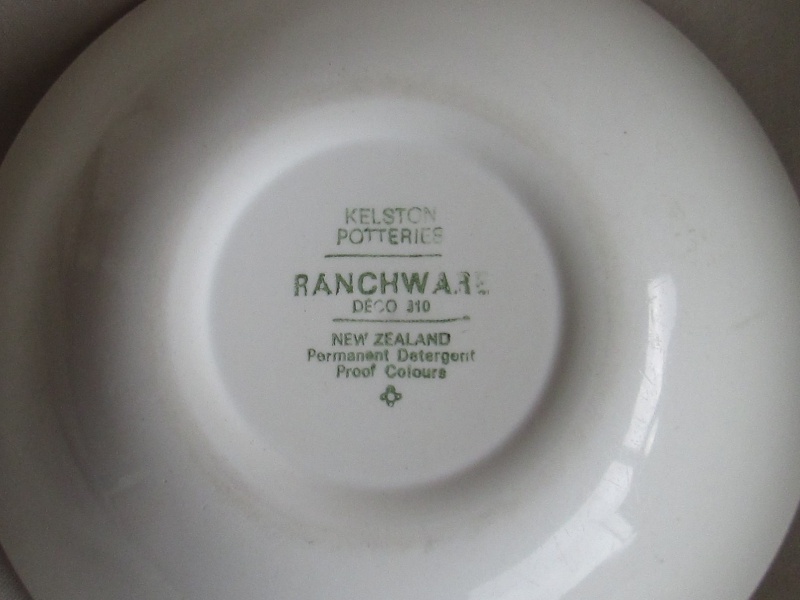 KELSTON
POTTERIES
RANCHWARE
DECO 310
NEW ZEALAND
Permanent Detergent
Proof Colours